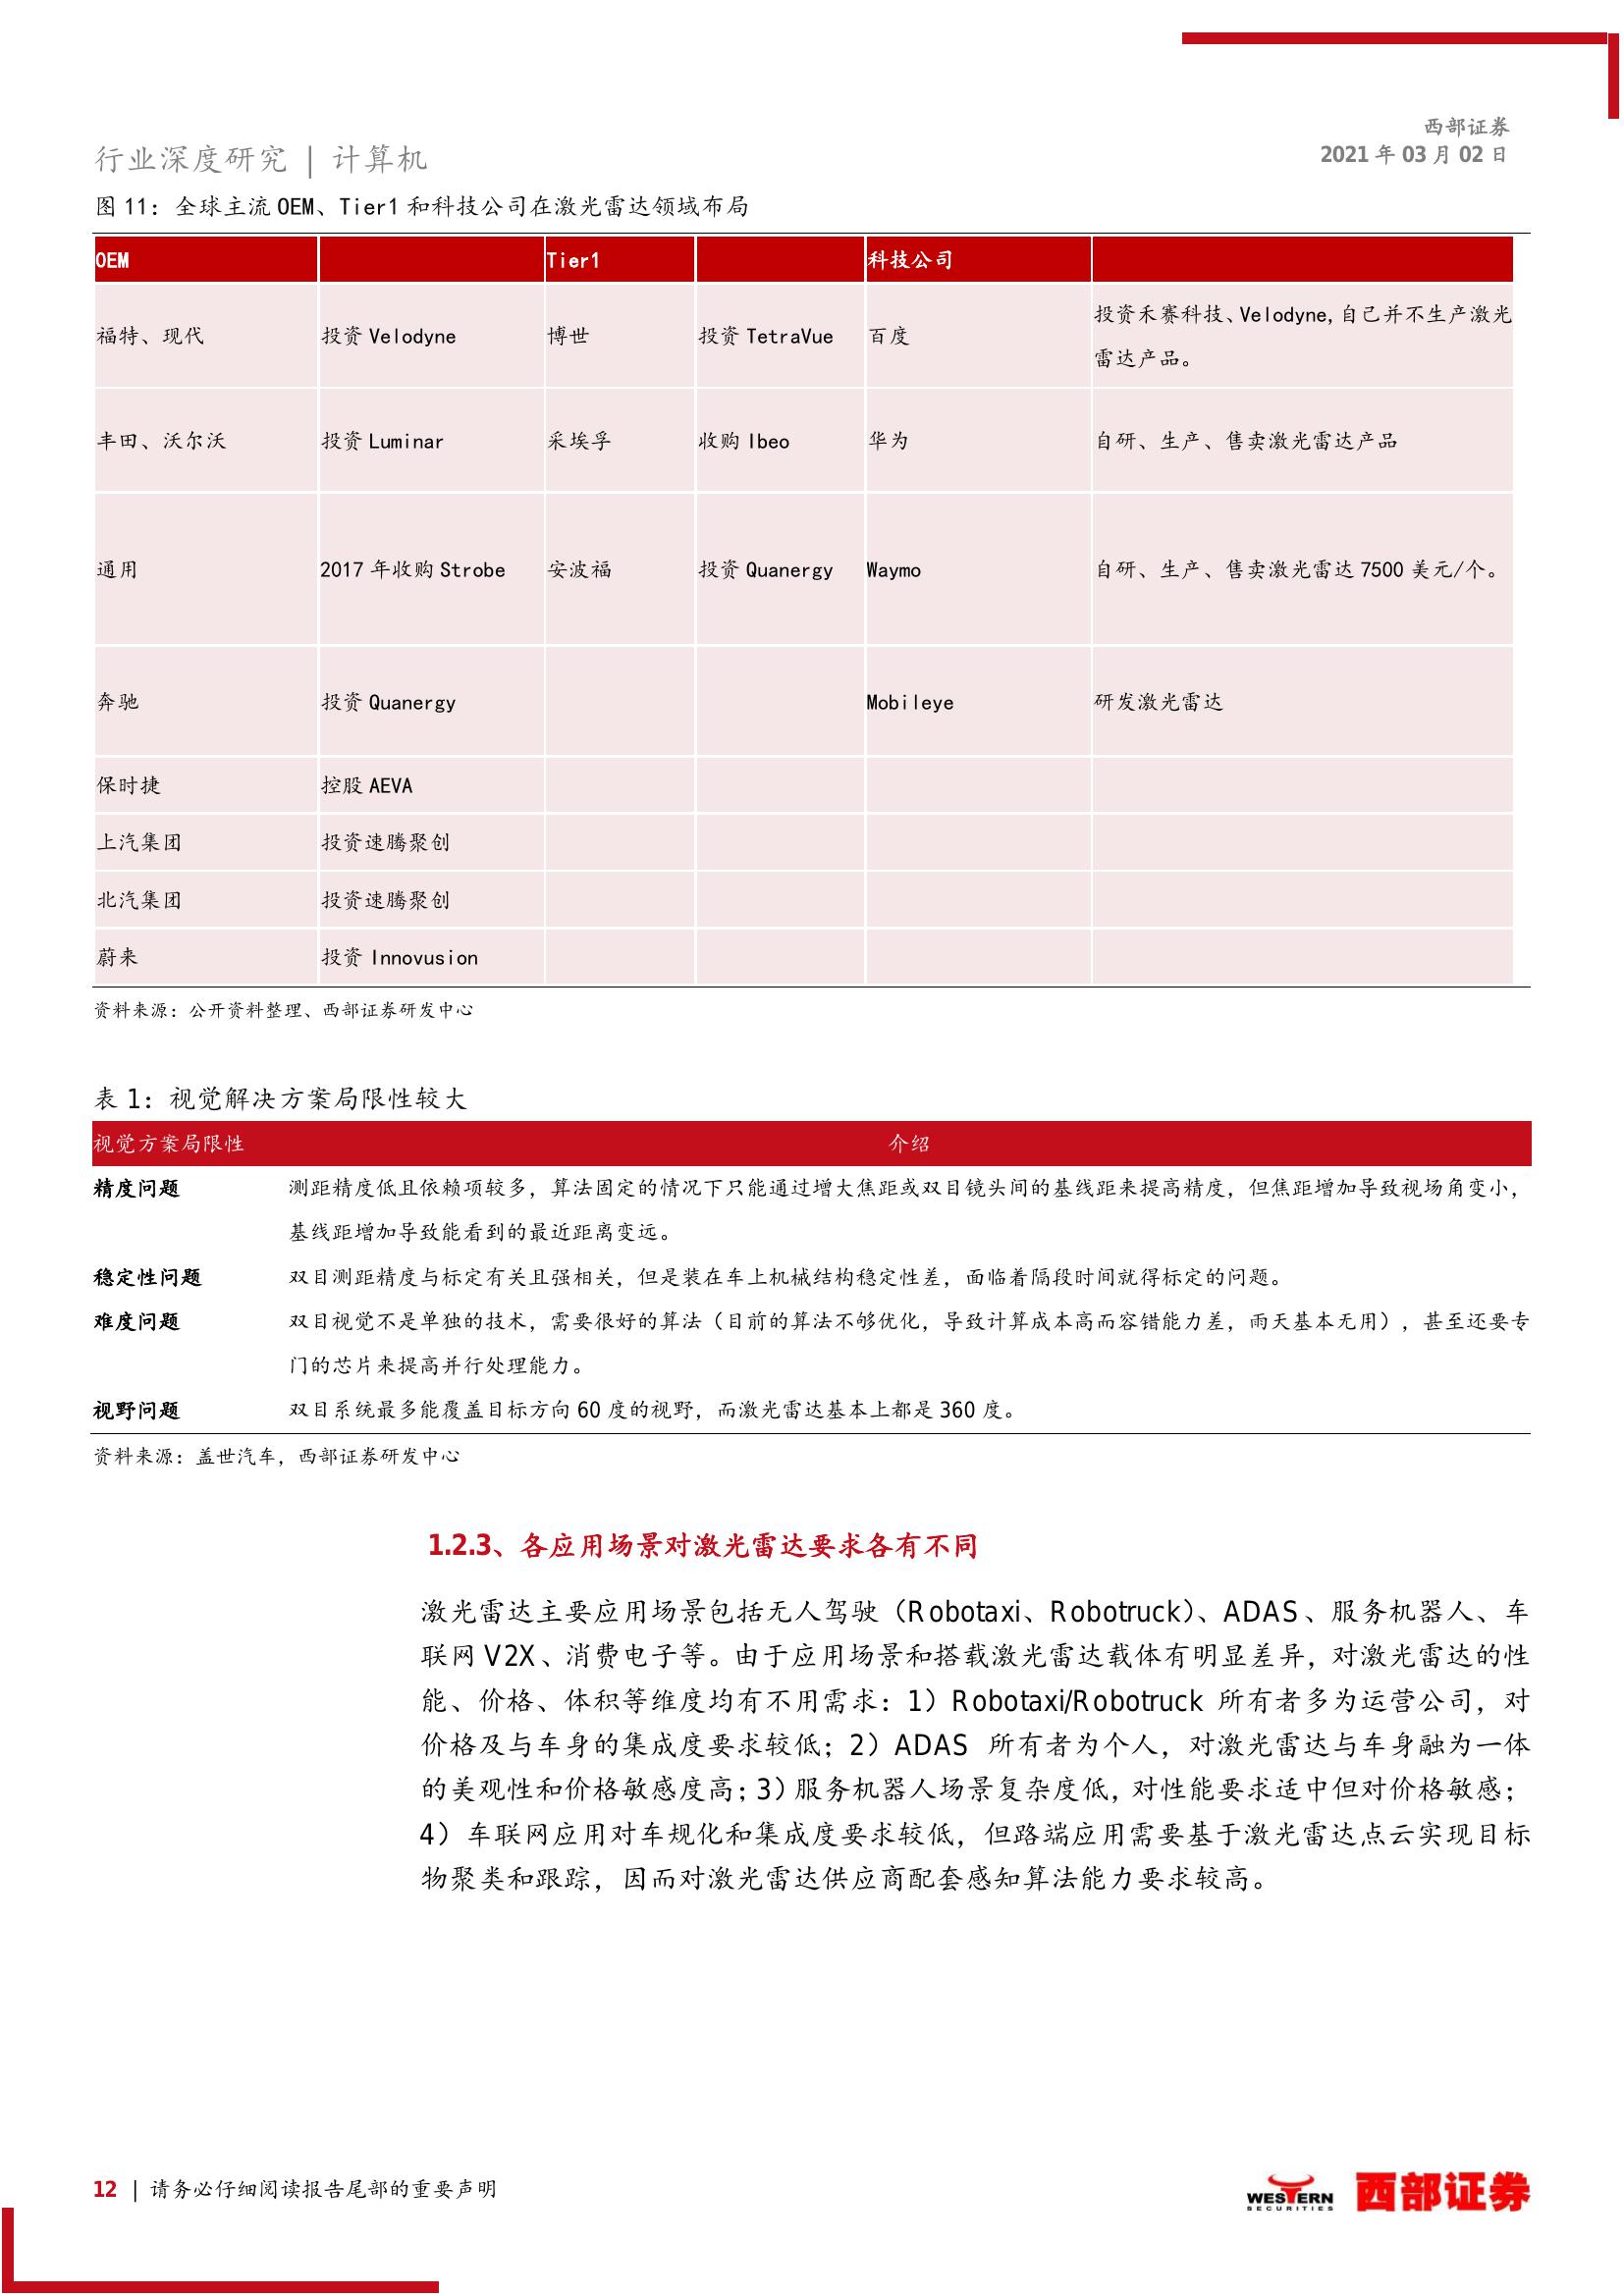 西部证券
2021 年 03 月 02 日
行业深度研究 | 计算机
图 11：全球主流 OEM、Tier1 和科技公司在激光雷达领域布局
OEM Tier1 科技公司
福特、现代 投资 Velodyne 博世 投资 TetraVue 百度 投资禾赛科技、Velodyne,自己并不生产激光
雷达产品。
丰田、沃尔沃 投资 Luminar 采埃孚 收购 Ibeo 华为 自研、生产、售卖激光雷达产品
通用 2017 年收购 Strobe 安波福 投资 Quanergy Waymo 自研、生产、售卖激光雷达 7500 美元/个。
奔驰 投资 Quanergy Mobileye 研发激光雷达
保时捷 控股 AEVA
上汽集团 投资速腾聚创
北汽集团 投资速腾聚创
蔚来 投资 Innovusion
资料来源：公开资料整理、西部证券研发中心
表 1：视觉解决方案局限性较大
视觉方案局限性 介绍
精度问题 测距精度低且依赖项较多，算法固定的情况下只能通过增大焦距或双目镜头间的基线距来提高精度，但焦距增加导致视场角变小，
基线距增加导致能看到的最近距离变远。
稳定性问题 双目测距精度与标定有关且强相关，但是装在车上机械结构稳定性差，面临着隔段时间就得标定的问题。
难度问题 双目视觉不是单独的技术，需要很好的算法（目前的算法不够优化，导致计算成本高而容错能力差，雨天基本无用），甚至还要专
门的芯片来提高并行处理能力。
视野问题 双目系统最多能覆盖目标方向 60 度的视野，而激光雷达基本上都是 360 度。
资料来源：盖世汽车，西部证券研发中心
1.2.3、各应用场景对激光雷达要求各有不同
激光雷达主要应用场景包括无人驾驶（Robotaxi、Robotruck）、ADAS、服务机器人、车
联网 V2X、消费电子等。由于应用场景和搭载激光雷达载体有明显差异，对激光雷达的性
能、价格、体积等维度均有不用需求：1）Robotaxi/Robotruck 所有者多为运营公司，对
价格及与车身的集成度要求较低；2）ADAS 所有者为个人，对激光雷达与车身融为一体
的美观性和价格敏感度高；3）服务机器人场景复杂度低，对性能要求适中但对价格敏感；
4）车联网应用对车规化和集成度要求较低，但路端应用需要基于激光雷达点云实现目标
物聚类和跟踪，因而对激光雷达供应商配套感知算法能力要求较高。
12 | 请务必仔细阅读报告尾部的重要声明
WESTERN
SECURITIES
西部证券